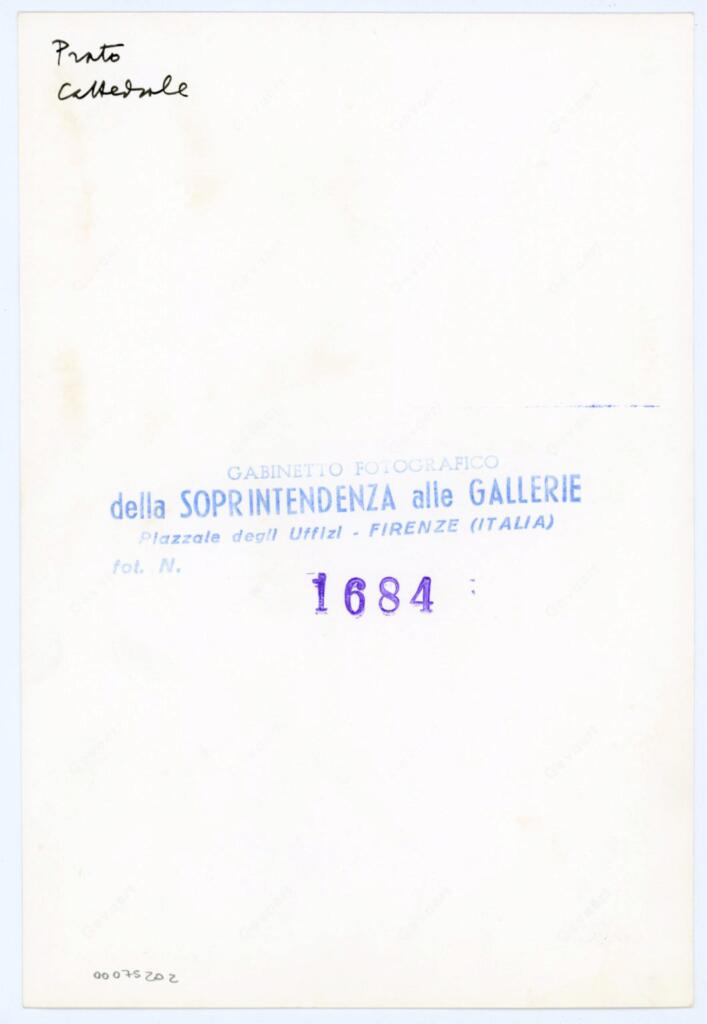 Prato
Cattedrale
GABINETTO FOTOGRAFICO
della SOPRINTENDENZA alle GALLERIE
Piazzale degli Uffizi - FIRENZE (ITALIA)
fot. N.
1684
00075202